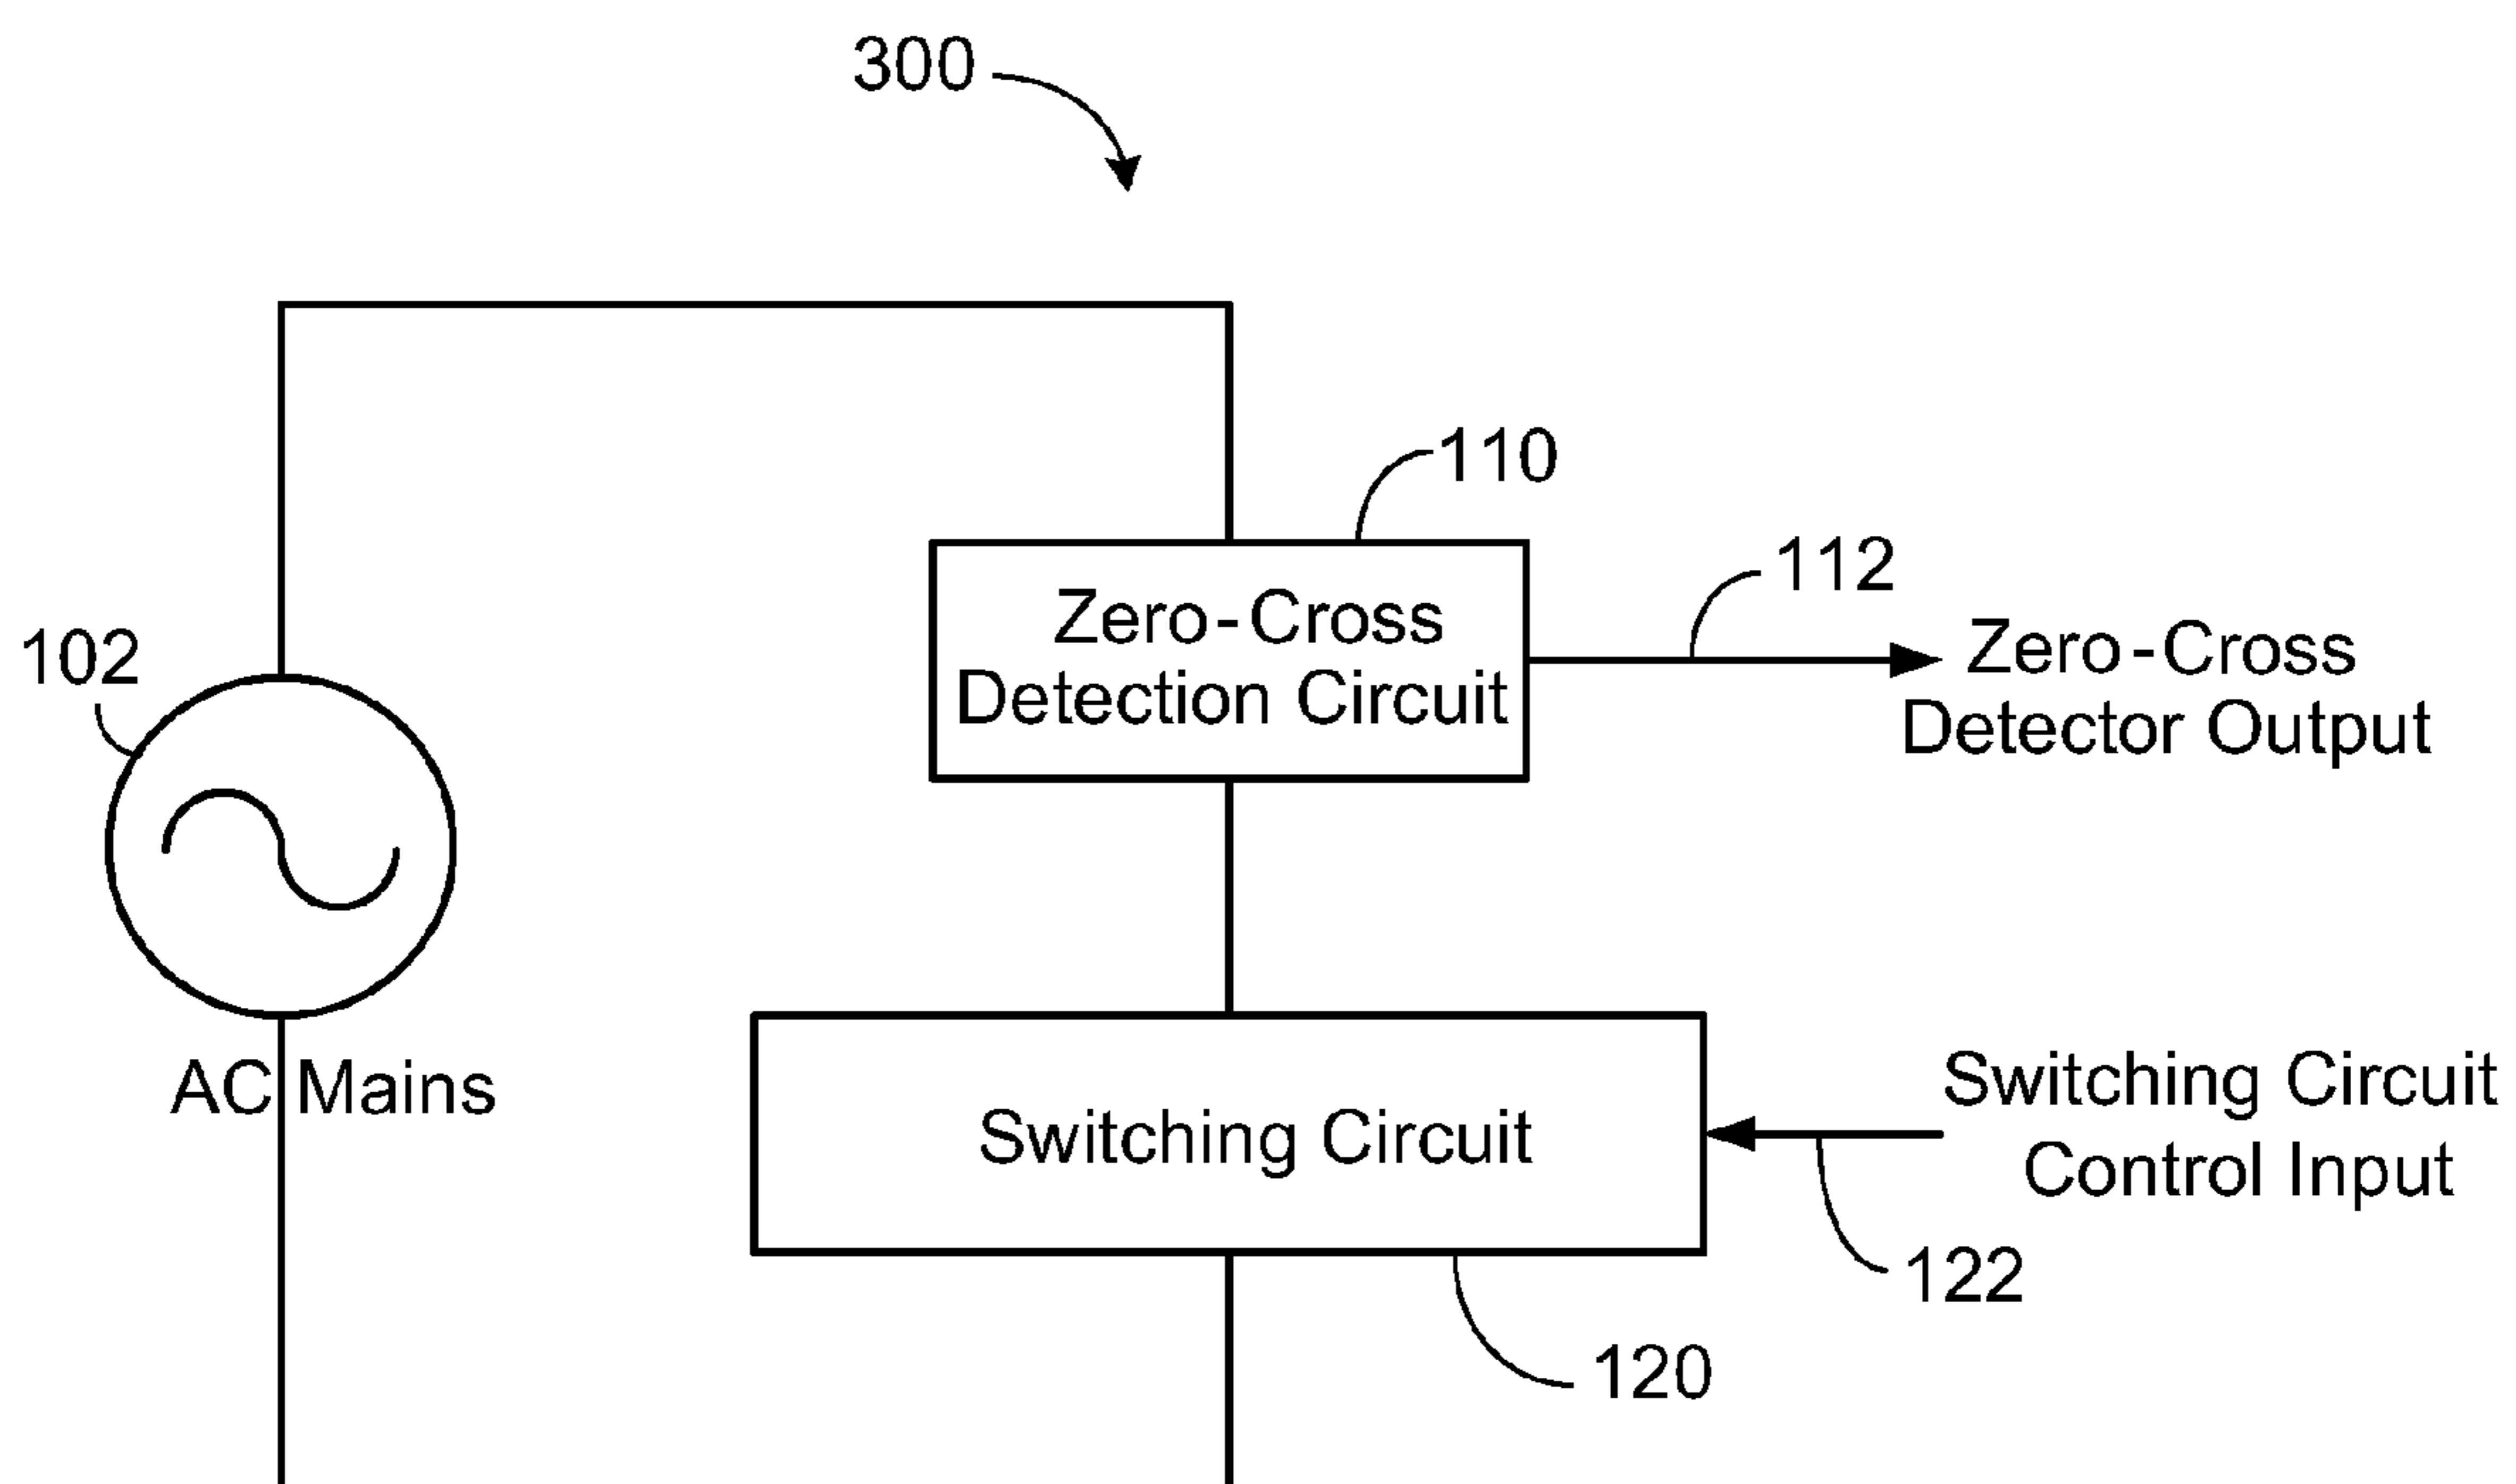 300
110
112
Zero-Cross
Detection Circuit
Zero-Cross
Detector Output
102
AC Mains
Switching Circuit
Switching Circuit
Control Input
122
120